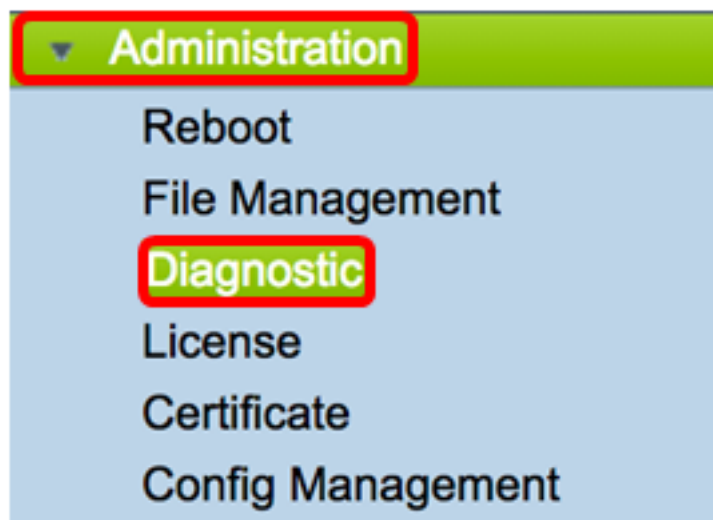 Administration
Reboot
File Management
Diagnostic
License
Certificate
Config Management